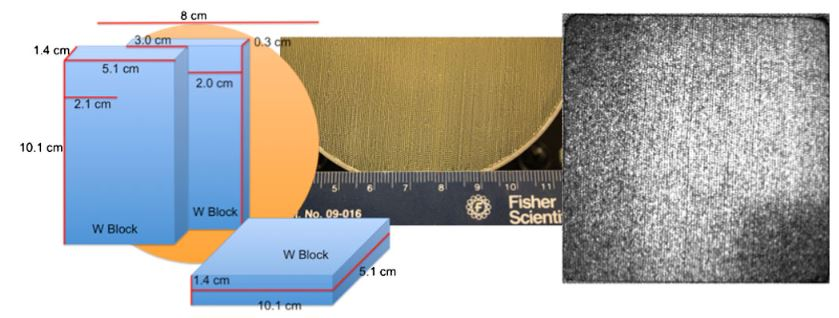 8 cm
3.0 cm
0.3 cm
1.4 cm
5.1 cm
2.0 cm
2.1 cm
10.1 cm
W Block
W Block
W Block
1.4 cm
5.1 cm
10.1 cm
5 6 7 8 9 10 11
. No. 09-016
Fisher
Scienti